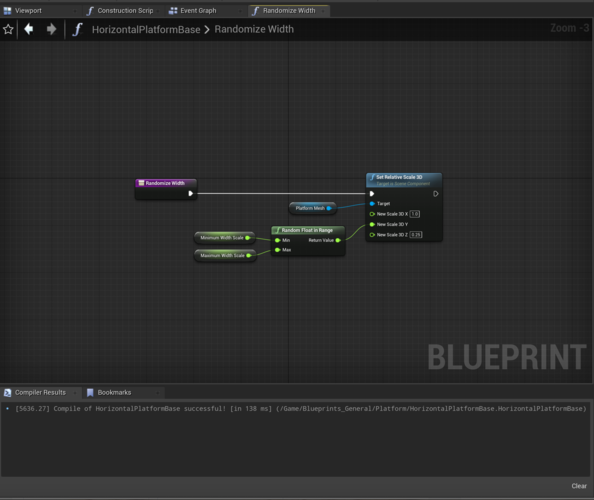 Viewport
Construction Scrip
Event Graph
Randomize Width
HorizontalPlatformBase > Randomize Width
Zoom -3
Randomize Width
Set Relative Scale 3D
Target is Scene Component
Platform Mesh
Target
New Scale 3D X 1.0
Minimum Width Scale
Random Float in Range
New Scale 3D Y
Min
Return Value
New Scale 3D Z 0.25
Maximum Width Scale
Max
BLUEPRINT
Compiler Results
Bookmarks
• [5636.27] Compile of HorizontalPlatformBase successful! [in 138 ms] (/Game/Blueprints_General/Platform/HorizontalPlatformBase.HorizontalPlatformBase)
Clear